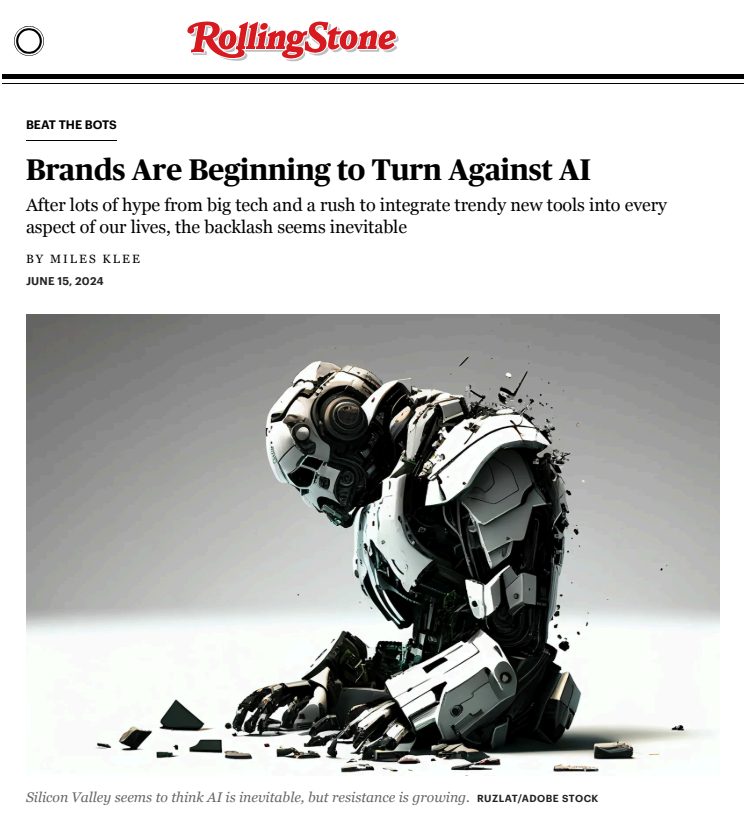 RollingStone
BEAT THE BOTS
Brands Are Beginning to Turn Against AI
After lots of hype from big tech and a rush to integrate trendy new tools into every
aspect of our lives, the backlash seems inevitable
BY MILES KLEE
JUNE 15, 2024
Silicon Valley seems to think AI is inevitable, but resistance is growing. RUZLAT/ADOBE STOCK